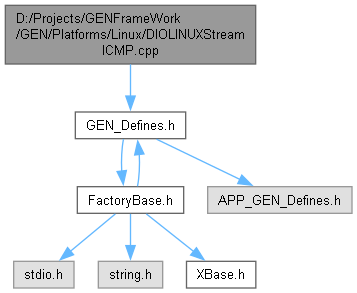 D:/Projects/GENFrameWork
/GEN/Platforms/Linux/DIOLINUXStream
ICMP.cpp
GEN_Defines.h
FactoryBase.h
APP_GEN_Defines.h
stdio.h
string.h
XBase.h